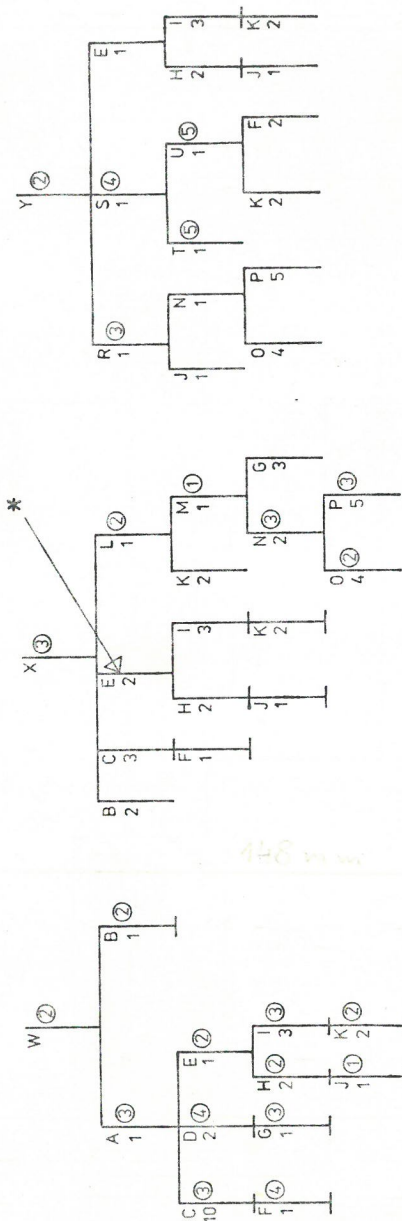 W ②
A ③ B ②
1 1
C ③ D ④ E ②
10 2 1
F ④ G ③ H ② I ③
1 1 2 3
J ① K ②
1 2
*
X ③
B C E L ②
2 3 2 1
F H I K M ①
1 2 3 2 1
J K N ③ G
1 2 2 3
O ② P ③
4 5
Y ②
R ③ S ④ E
1 1 1
J N T ⑤ U ⑤ H I
1 1 1 1 2 3
O P K F J K
4 5 2 2 1 2